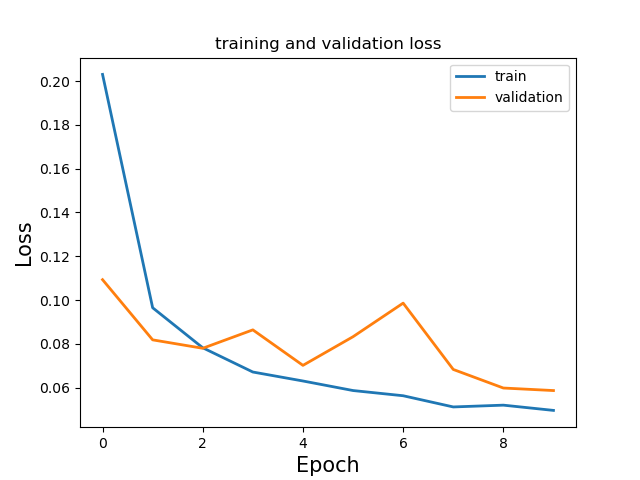 training and validation loss
train
validation
0.20
0.18
0.16
0.14
0.12
0.10
0.08
0.06
Loss
0 2 4 6 8
Epoch